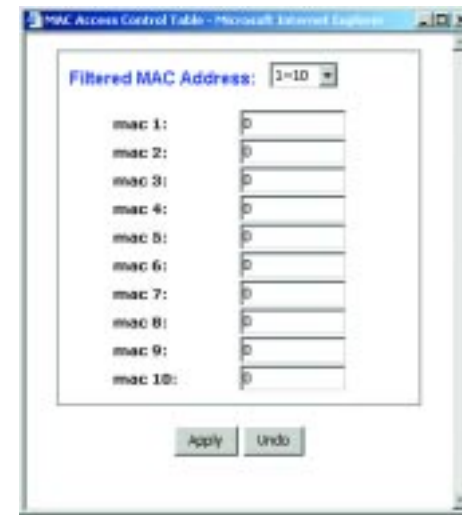 MAC Access Control Table - Microsoft Internet Explorer
Filtered MAC Address: 1~10
mac 1: 0
mac 2: 0
mac 3: 0
mac 4: 0
mac 5: 0
mac 6: 0
mac 7: 0
mac 8: 0
mac 9: 0
mac 10: 0
Apply Undo